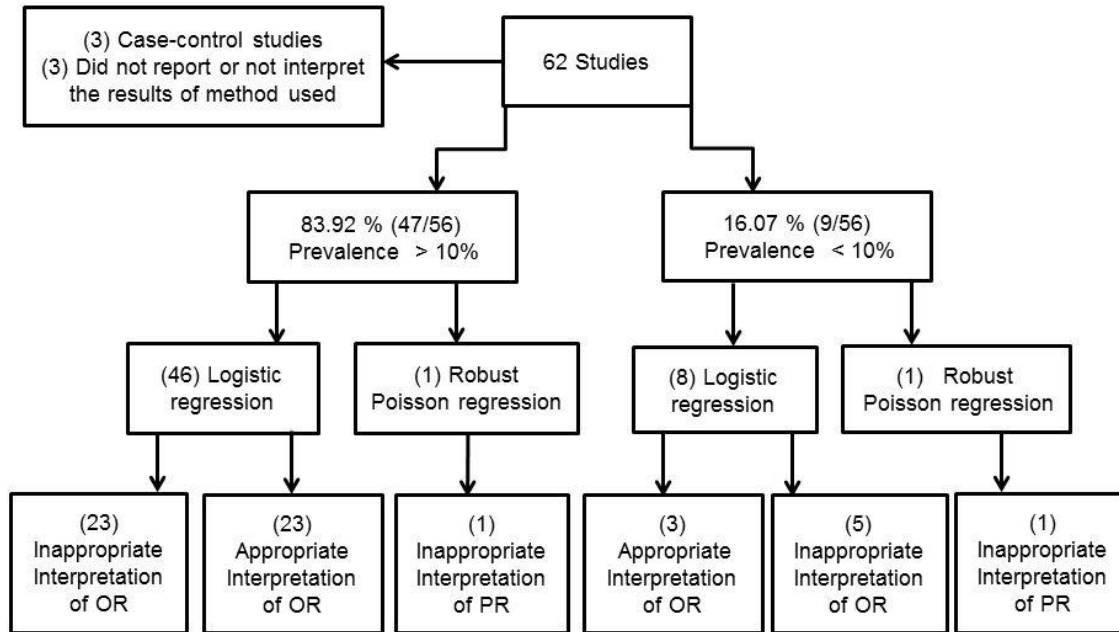 (3) Case-control studies
(3) Did not report or not interpret
the results of method used
62 Studies
83.92 % (47/56)
Prevalence > 10%
16.07 % (9/56)
Prevalence < 10%
(46) Logistic
regression
(1) Robust
Poisson regression
(8) Logistic
regression
(1) Robust
Poisson regression
(23)
Inappropriate
Interpretation
of OR
(23)
Appropriate
Interpretation
of OR
(1)
Inappropriate
Interpretation
of PR
(3)
Appropriate
Interpretation
of OR
(5)
Inappropriate
Interpretation
of OR
(1)
Inappropriate
Interpretation
of PR